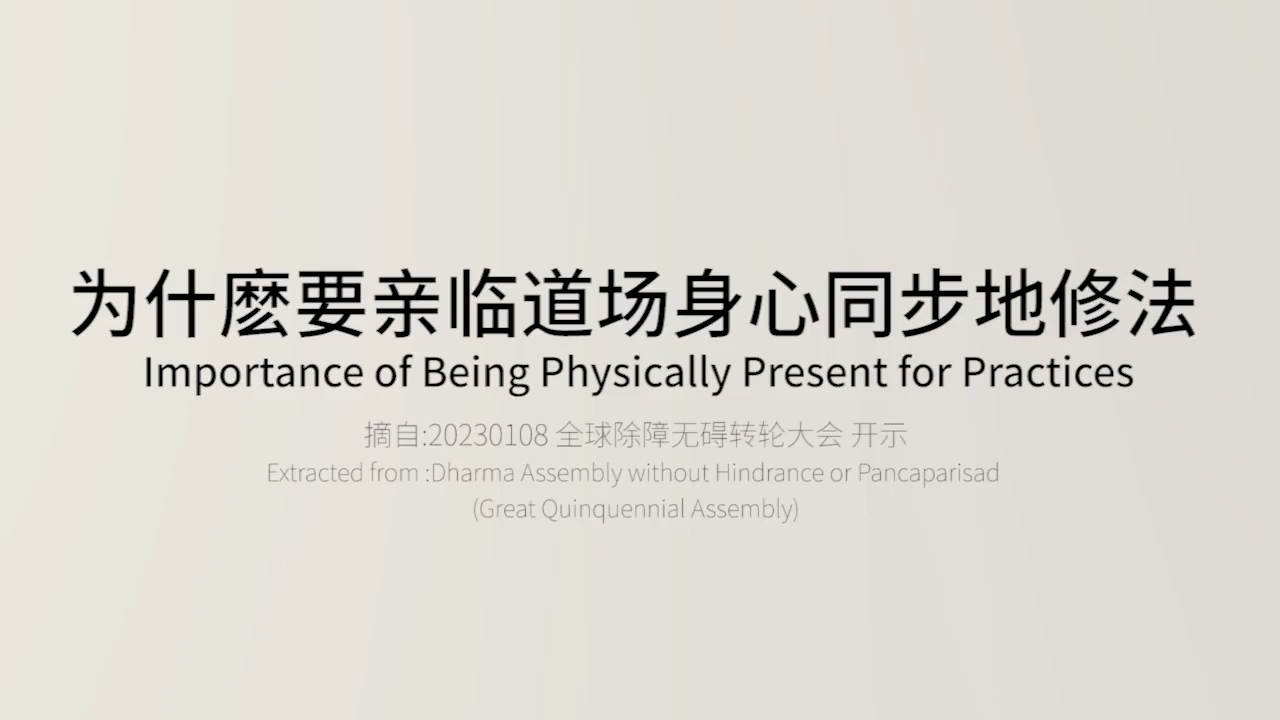 为什麽要亲临道场身心同步地修法
Importance of Being Physically Present for Practices
摘自:20230108 全球除障无碍转轮大会 开示
Extracted from :Dharma Assembly without Hindrance or Pancaparisad
(Great Quinquennial Assembly)